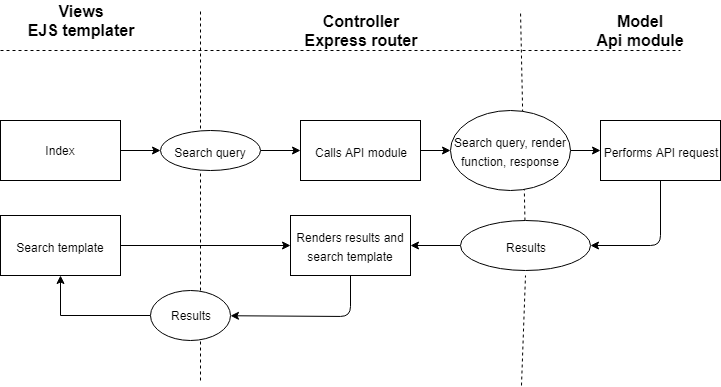 Views
EJS templater
Controller
Express router
Model
Api module
Index
Search query
Calls API module
Search query, render
function, response
Performs API request
Search template
Renders results and
search template
Results
Results